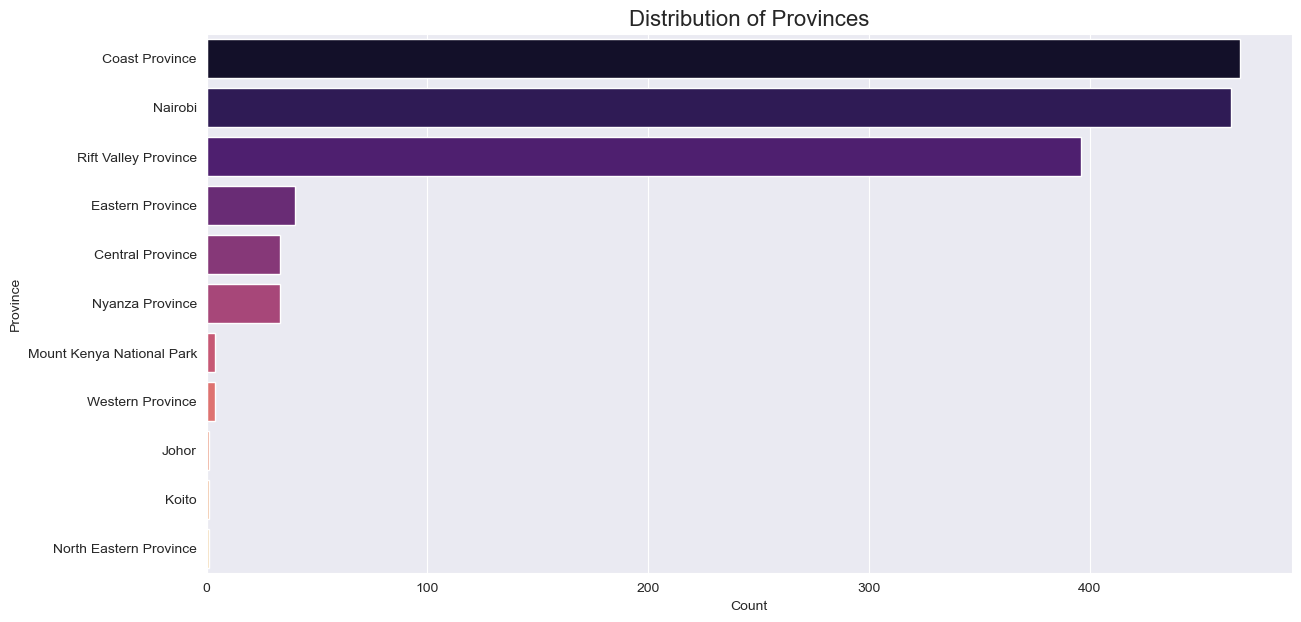 Distribution of Provinces
Province
Coast Province
Nairobi
Rift Valley Province
Eastern Province
Central Province
Nyanza Province
Mount Kenya National Park
Western Province
Johor
Koito
North Eastern Province
0 100 200 300 400
Count